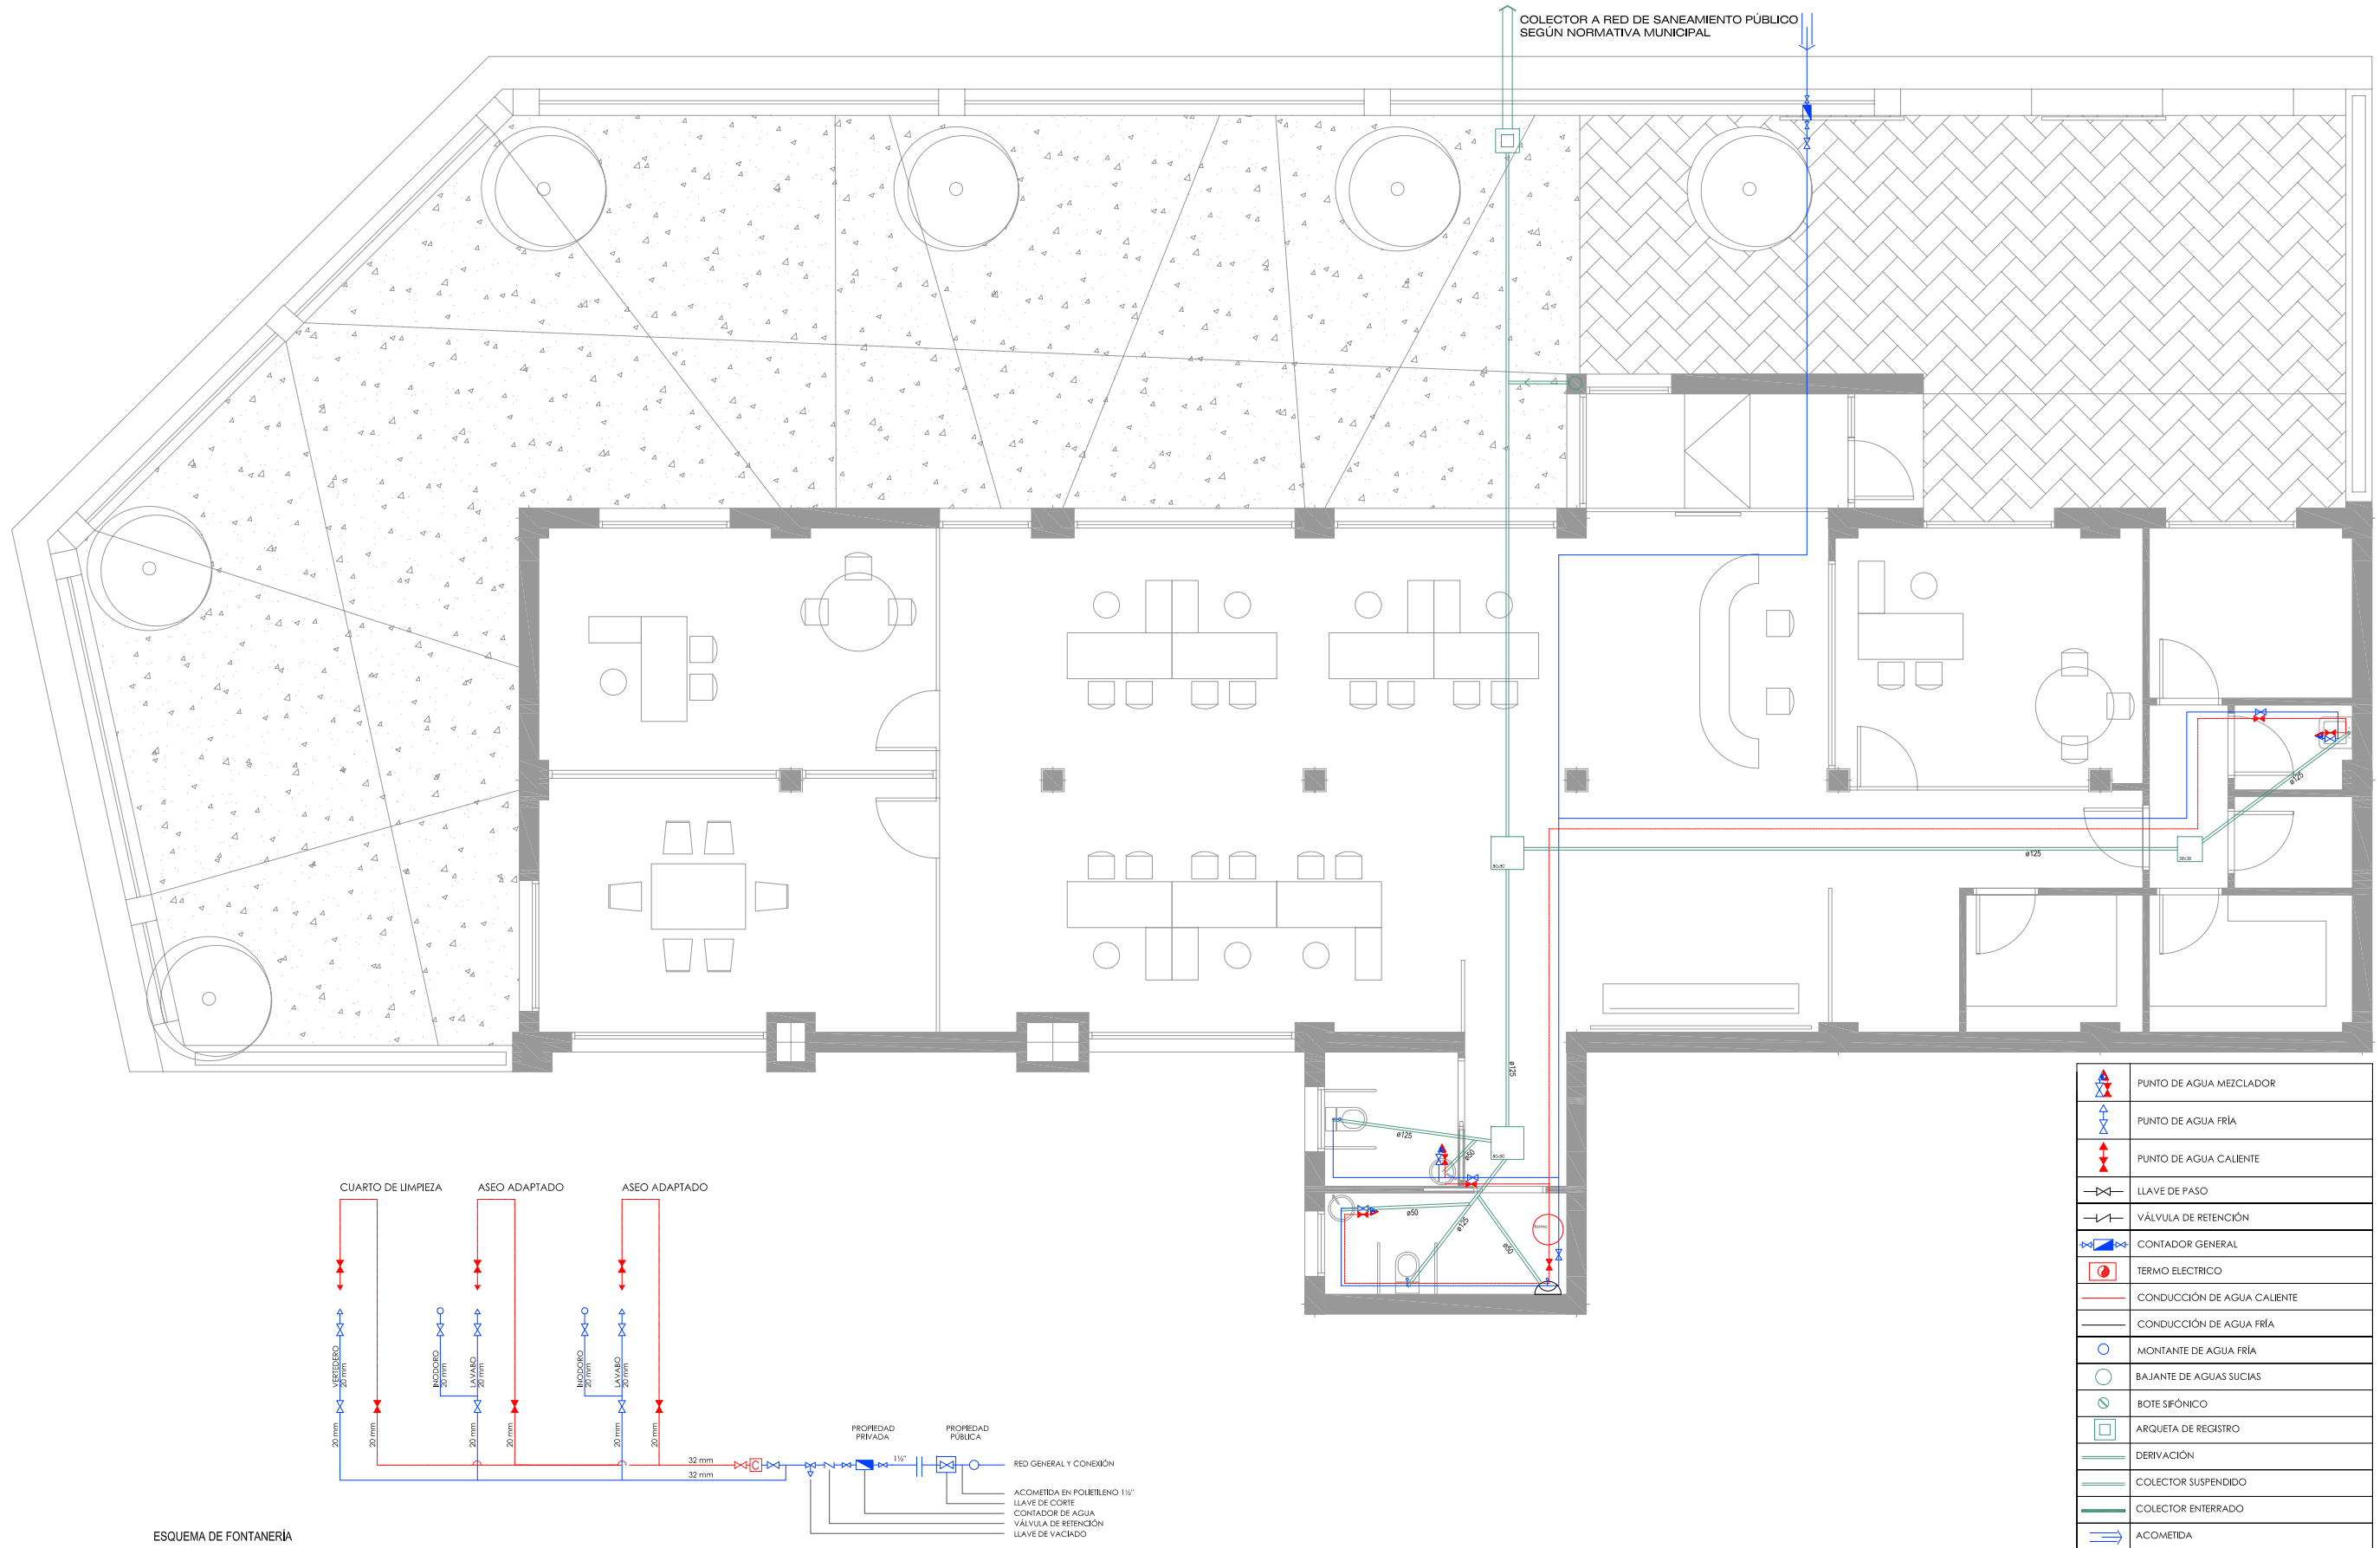 COLECTOR A RED DE SANEAMIENTO PÚBLICO
SEGÚN NORMATIVA MUNICIPAL
ø125
ø125
30x30
ø125
ø125
ø50
30x30
ø50
ø125
ø50
CUARTO DE LIMPIEZA
ASEO ADAPTADO
ASEO ADAPTADO
VERTEDERO
20 mm
INODORO
20 mm
LAVABO
20 mm
INODORO
20 mm
LAVABO
20 mm
20 mm
20 mm
20 mm
20 mm
20 mm
20 mm
32 mm
32 mm
C
PROPIEDAD
PRIVADA
PROPIEDAD
PÚBLICA
1½"
RED GENERAL Y CONEXIÓN
ACOMETIDA EN POLIETILENO 1½"
LLAVE DE CORTE
CONTADOR DE AGUA
VÁLVULA DE RETENCIÓN
LLAVE DE VACIADO
ESQUEMA DE FONTANERÍA
PUNTO DE AGUA MEZCLADOR
PUNTO DE AGUA FRÍA
PUNTO DE AGUA CALIENTE
LLAVE DE PASO
VÁLVULA DE RETENCIÓN
CONTADOR GENERAL
TERMO ELECTRICO
CONDUCCIÓN DE AGUA CALIENTE
CONDUCCIÓN DE AGUA FRÍA
MONTANTE DE AGUA FRÍA
BAJANTE DE AGUAS SUCIAS
BOTE SIFÓNICO
ARQUETA DE REGISTRO
DERIVACIÓN
COLECTOR SUSPENDIDO
COLECTOR ENTERRADO
ACOMETIDA